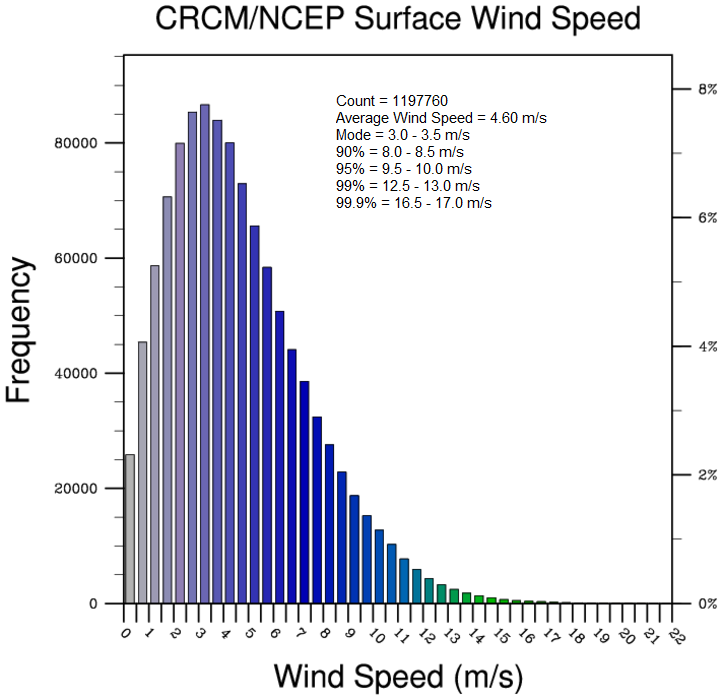 CRCM/NCEP Surface Wind Speed
Count = 1197760
Average Wind Speed = 4.60 m/s
Mode = 3.0 - 3.5 m/s
90% = 8.0 - 8.5 m/s
95% = 9.5 - 10.0 m/s
99% = 12.5 - 13.0 m/s
99.9% = 16.5 - 17.0 m/s
Frequency
80000
60000
40000
20000
0
8%
6%
4%
2%
0%
0 1 2 3 4 5 6 7 8 9 10 11 12 13 14 15 16 17 18 19 20 21 22
Wind Speed (m/s)